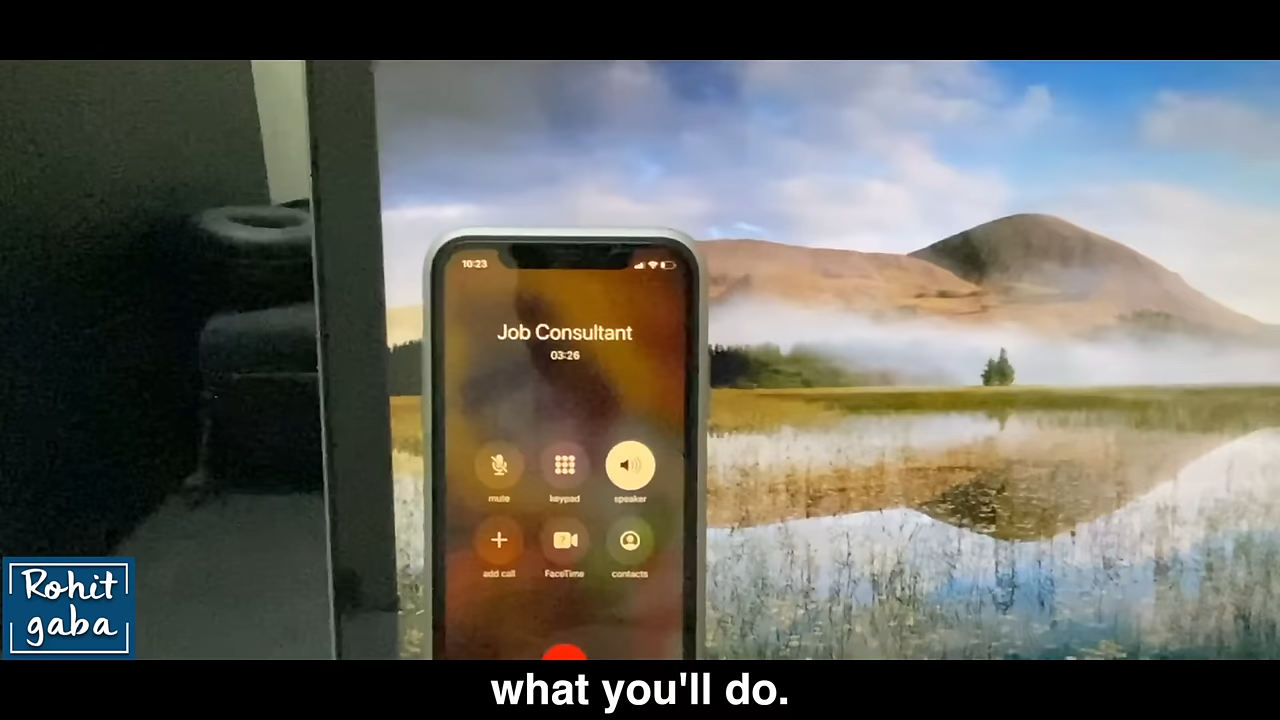 10:23
Job Consultant
03:26
mute
keypad
speaker
add call
FaceTime
contacts
Rohit
gaba
what you'll do.